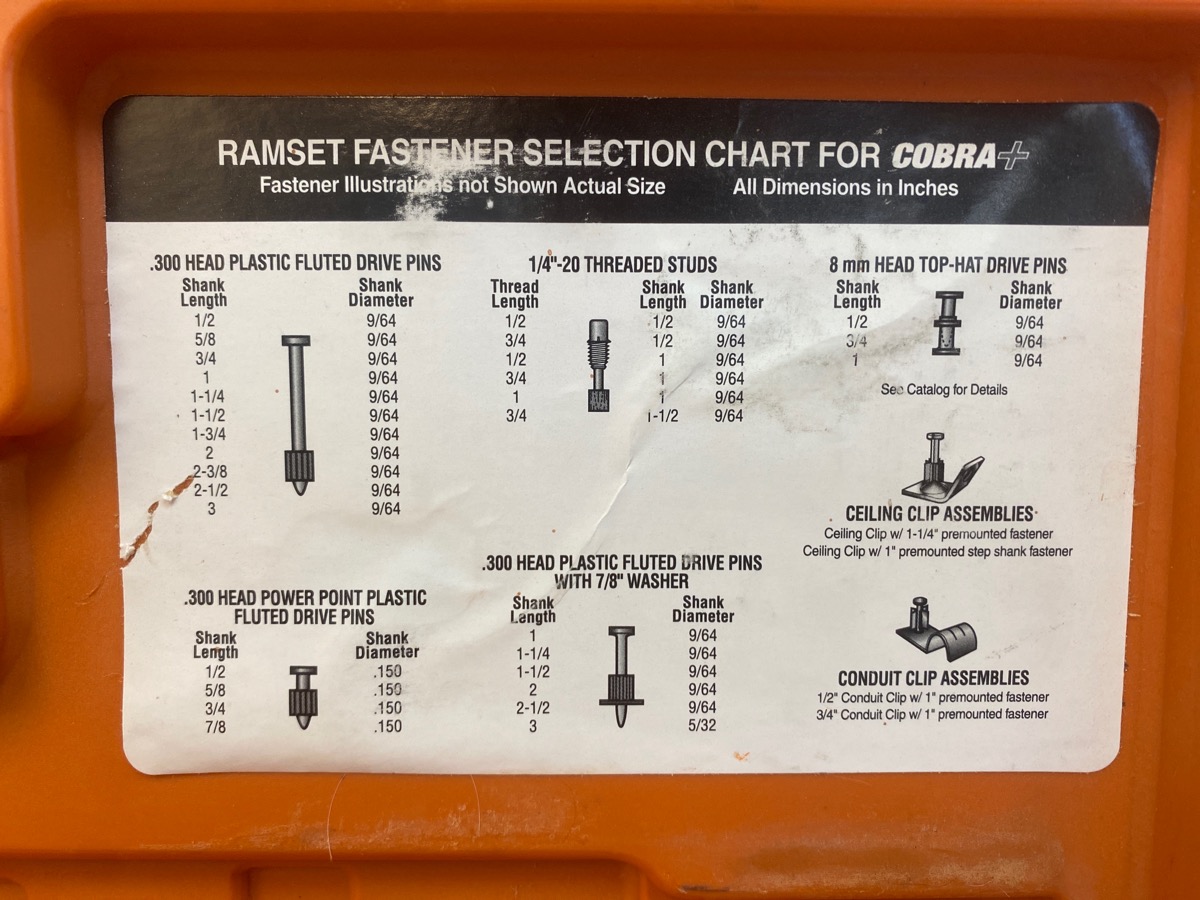 RAMSET FASTENER SELECTION CHART FOR COBRA+
Fastener Illustrations not Shown Actual Size All Dimensions in Inches
.300 HEAD PLASTIC FLUTED DRIVE PINS
Shank Length Shank Diameter
1/2 9/64
5/8 9/64
3/4 9/64
1 9/64
1-1/4 9/64
1-1/2 9/64
1-3/4 9/64
2 9/64
2-3/8 9/64
2-1/2 9/64
3 9/64
.300 HEAD POWER POINT PLASTIC
FLUTED DRIVE PINS
Shank Length Shank Diameter
1/2 .150
5/8 .150
3/4 .150
7/8 .150
1/4"-20 THREADED STUDS
Thread Length Shank Length Shank Diameter
1/2 1/2 9/64
3/4 1/2 9/64
1/2 1 9/64
3/4 1 9/64
1 1 9/64
3/4 1-1/2 9/64
.300 HEAD PLASTIC FLUTED DRIVE PINS
WITH 7/8" WASHER
Shank Length Shank Diameter
1 9/64
1-1/4 9/64
1-1/2 9/64
2 9/64
2-1/2 9/64
3 5/32
8 mm HEAD TOP-HAT DRIVE PINS
Shank Length Shank Diameter
1/2 9/64
3/4 9/64
1 9/64
See Catalog for Details
CEILING CLIP ASSEMBLIES
Ceiling Clip w/ 1-1/4" premounted fastener
Ceiling Clip w/ 1" premounted step shank fastener
CONDUIT CLIP ASSEMBLIES
1/2" Conduit Clip w/ 1" premounted fastener
3/4" Conduit Clip w/ 1" premounted fastener